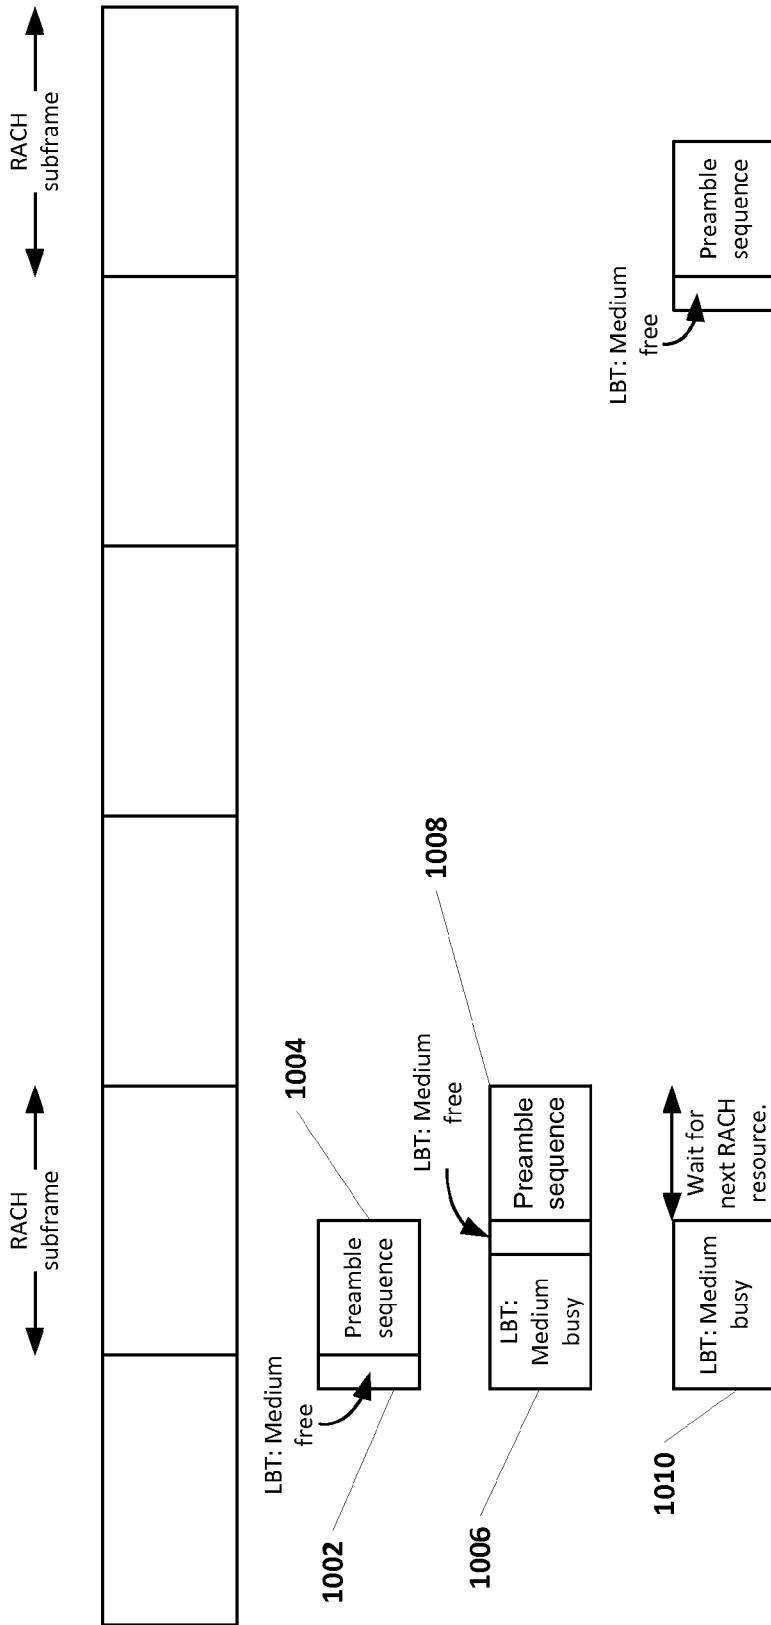 RACH
subframe
RACH
subframe
LBT: Medium
free
Preamble
sequence
1002
1004
LBT:
Medium
busy
LBT: Medium
free
Preamble
sequence
1006
1008
LBT: Medium
busy
Wait for
next RACH
resource.
1010
LBT: Medium
free
Preamble
sequence